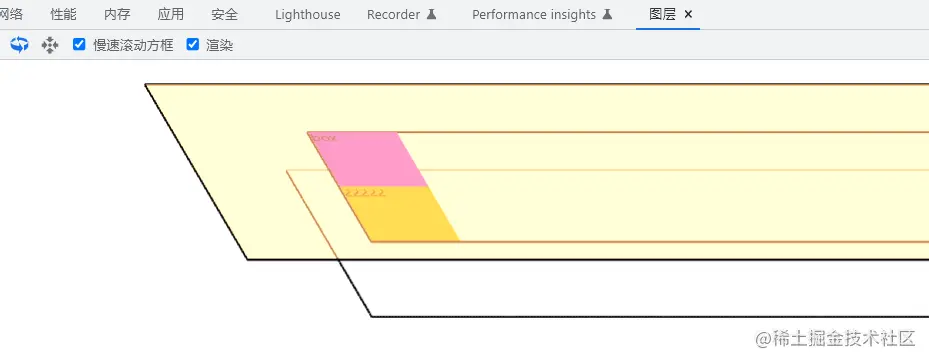 网络 性能 内存 应用 安全 Lighthouse Recorder Performance insights 图层 ×
慢速滚动方框 渲染
@稀土掘金技术社区